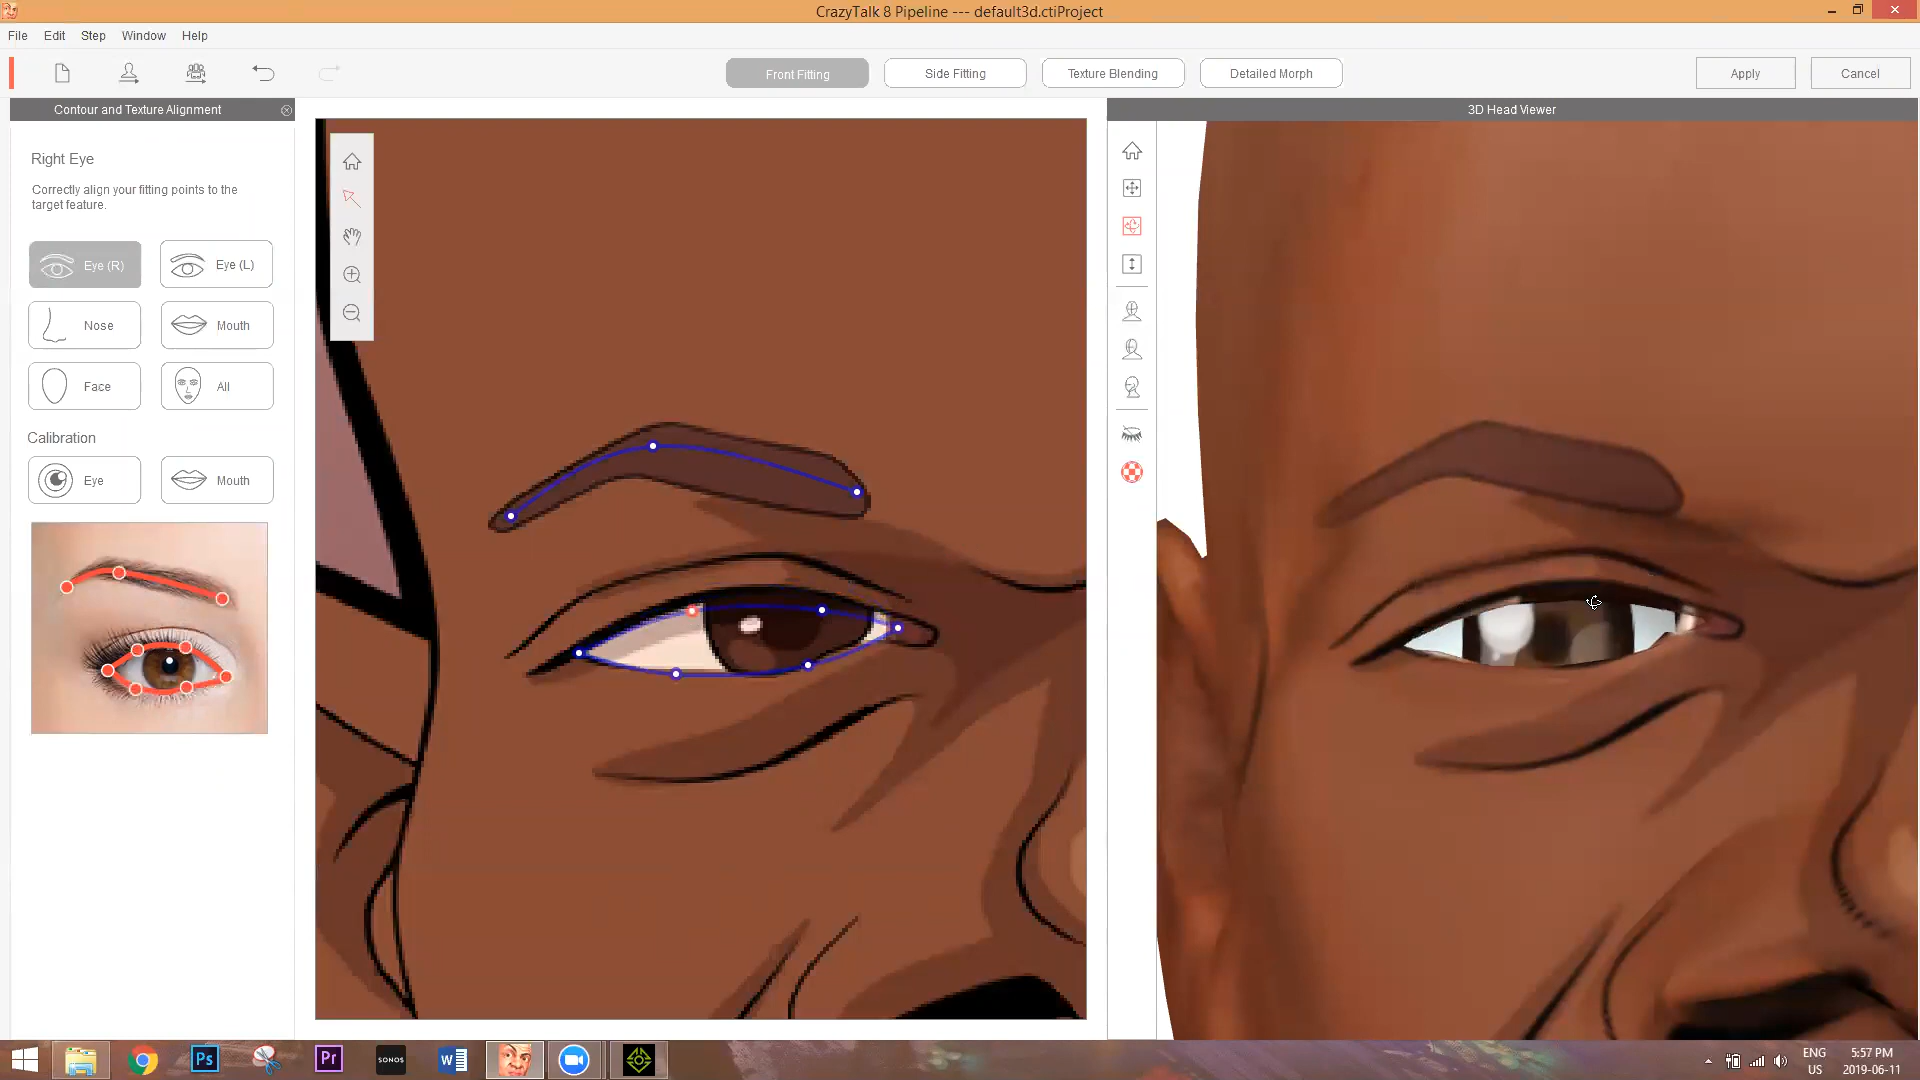 CrazyTalk 8 Pipeline --- default3d.ctiProject
File Edit Step Window Help
Front Fitting Side Fitting Texture Blending Detailed Morph Apply Cancel
Contour and Texture Alignment
3D Head Viewer
Right Eye
Correctly align your fitting points to the
target feature.
Eye (R) Eye (L)
Nose Mouth
Face All
Calibration
Eye Mouth
Ps Pr SONOS W
ENG 5:57 PM
US 2019-06-11